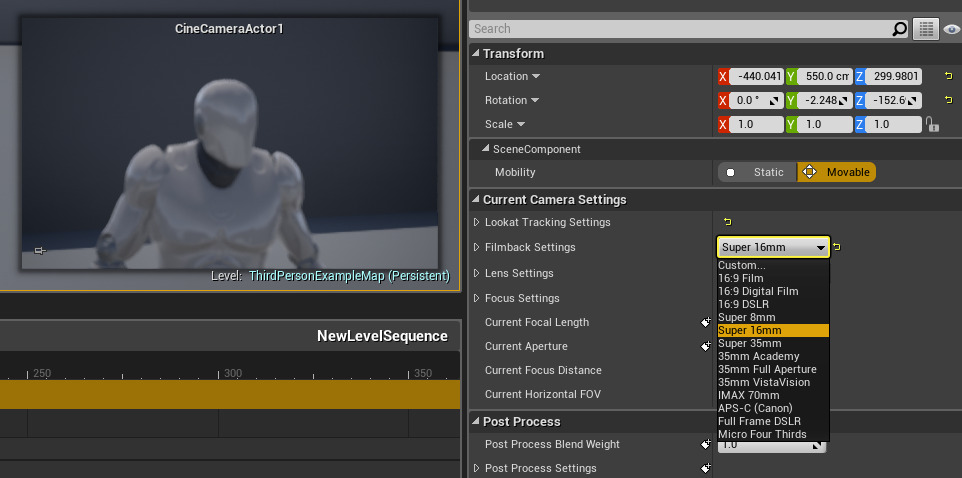 CineCameraActor1
Level: ThirdPersonExampleMap (Persistent)
NewLevelSequence
250 300 350
Search
Transform
Location X -440.041 Y 550.0 cm Z 299.9801
Rotation X 0.0 ° Y -2.248 Z -152.6
Scale X 1.0 Y 1.0 Z 1.0
SceneComponent
Mobility Static Movable
Current Camera Settings
Lookat Tracking Settings
Filmback Settings Super 16mm
Lens Settings
Focus Settings
Current Focal Length
Current Aperture
Current Focus Distance
Current Horizontal FOV
Custom...
16:9 Film
16:9 Digital Film
16:9 DSLR
Super 8mm
Super 16mm
Super 35mm
35mm Academy
35mm Full Aperture
35mm VistaVision
IMAX 70mm
APS-C (Canon)
Full Frame DSLR
Micro Four Thirds
Post Process
Post Process Blend Weight 1.0
Post Process Settings